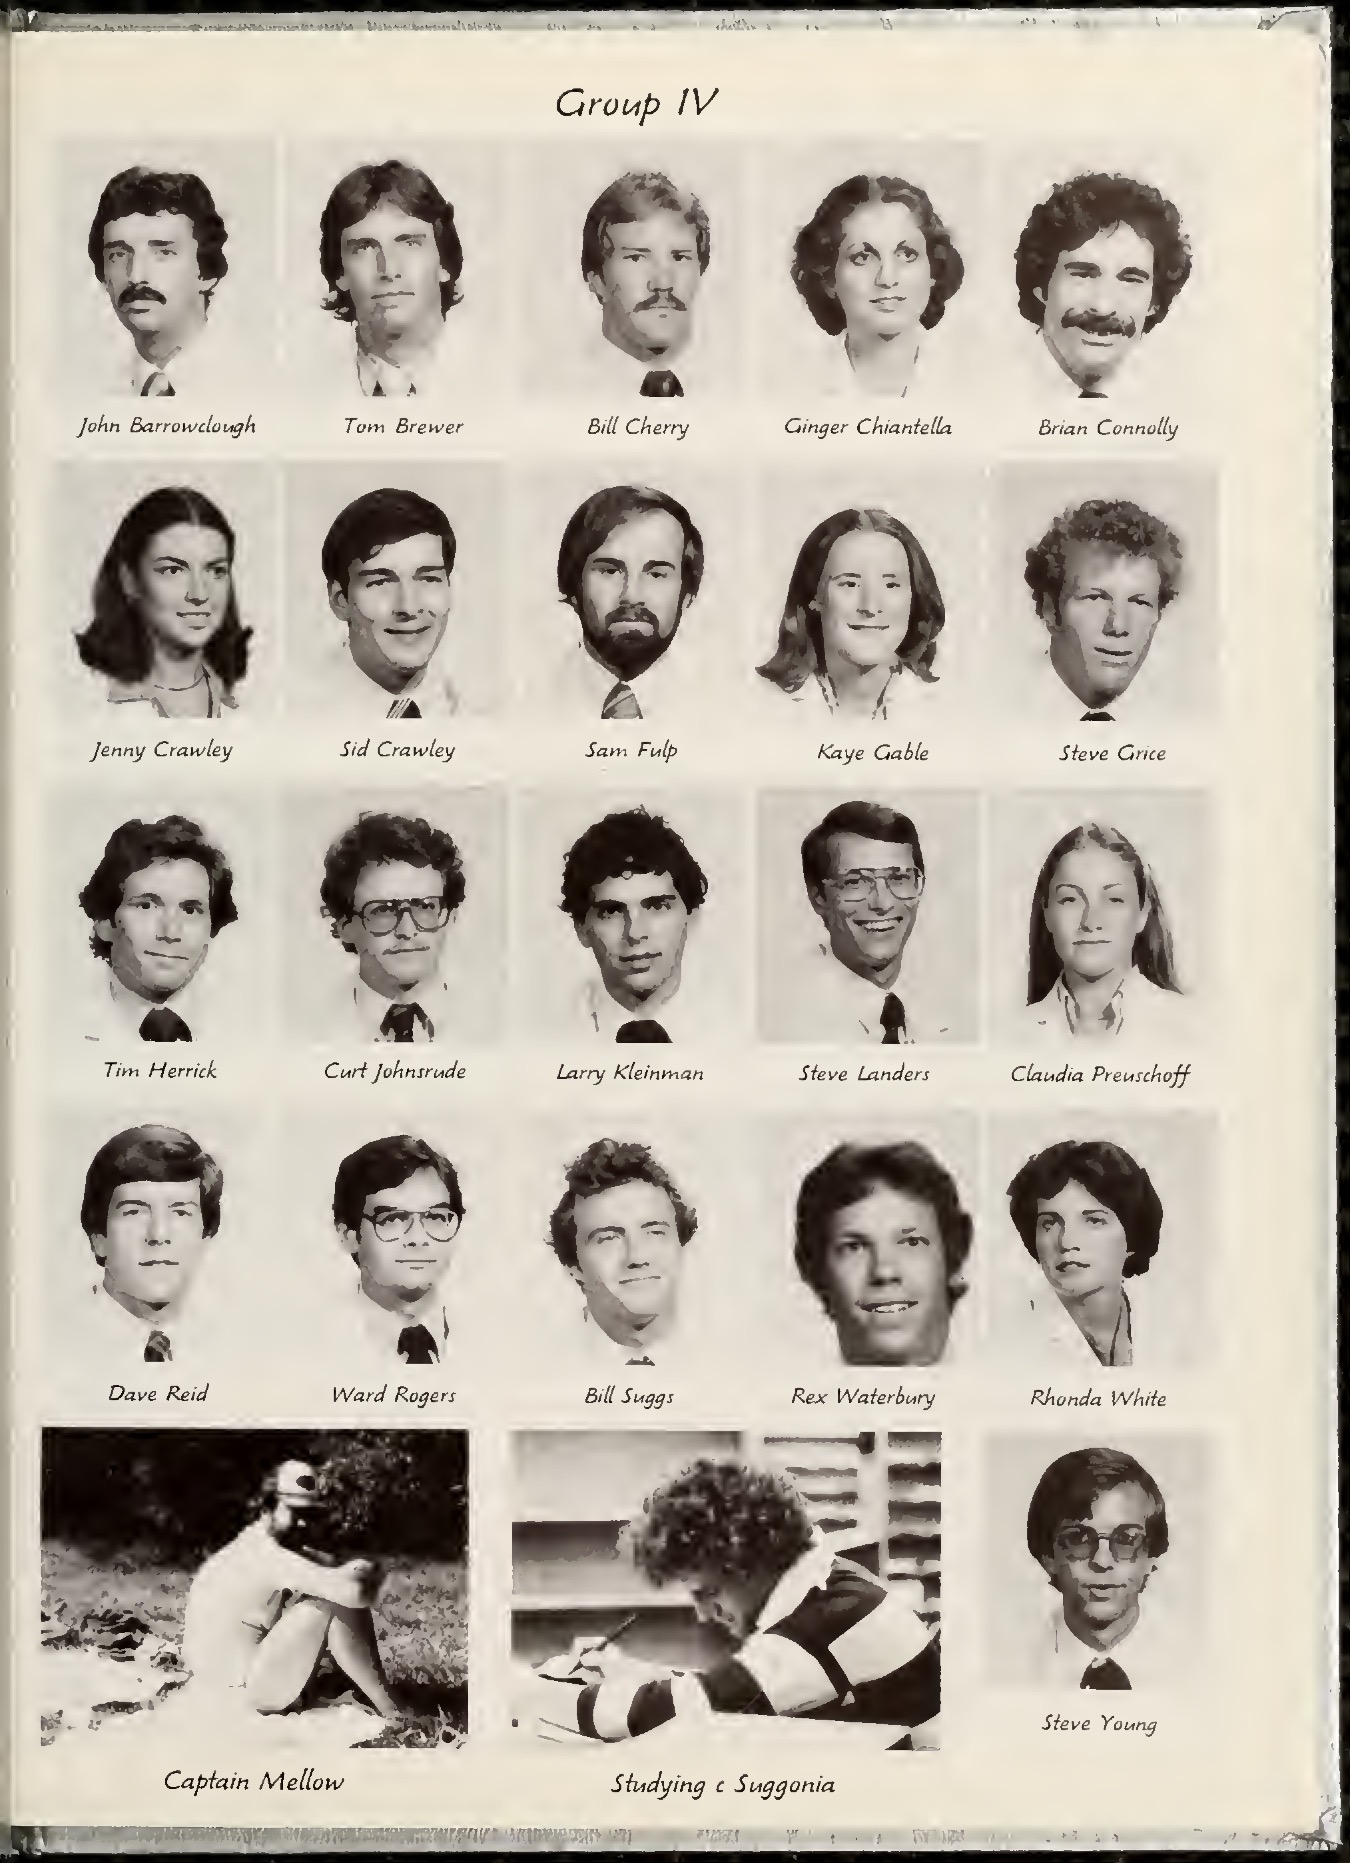 Group IV
John Barrowclough Tom Brewer Bill Cherry Ginger Chiantella Brian Connolly
Jenny Crawley Sid Crawley Sam Fulp Kaye Gable Steve Grice
Tim Herrick Curt Johnsrude Larry Kleinman Steve Landers Claudia Preuschoff
Dave Reid Ward Rogers Bill Suggs Rex Waterbury Rhonda White
Steve Young
Captain Mellow Studying c Suggonia